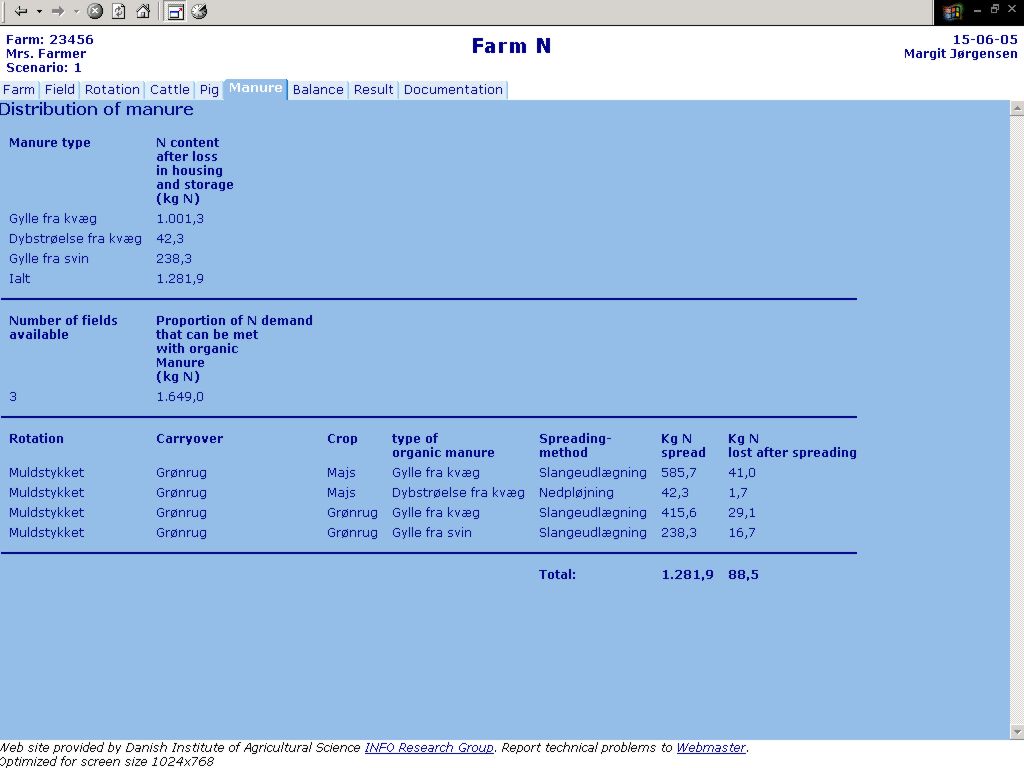 Farm: 23456
Mrs. Farmer
Scenario: 1
Farm N
15-06-05
Margit Jørgensen
Farm Field Rotation Cattle Pig Manure Balance Result Documentation
Distribution of manure
Manure type N content
after loss
in housing
and storage
(kg N)
Gylle fra kvæg 1.001,3
Dybstrøelse fra kvæg 42,3
Gylle fra svin 238,3
Ialt 1.281,9
Number of fields Proportion of N demand
available that can be met
with organic
Manure
(kg N)
3 1.649,0
Rotation Carryover Crop type of Spreading- Kg N Kg N
organic manure method spread lost after spreading
Muldstykket Grønrug Majs Gylle fra kvæg Slangeudlægning 585,7 41,0
Muldstykket Grønrug Majs Dybstrøelse fra kvæg Nedpløjning 42,3 1,7
Muldstykket Grønrug Grønrug Gylle fra kvæg Slangeudlægning 415,6 29,1
Muldstykket Grønrug Grønrug Gylle fra svin Slangeudlægning 238,3 16,7
Total: 1.281,9 88,5
Web site provided by Danish Institute of Agricultural Science INFO Research Group. Report technical problems to Webmaster.
Optimized for screen size 1024x768